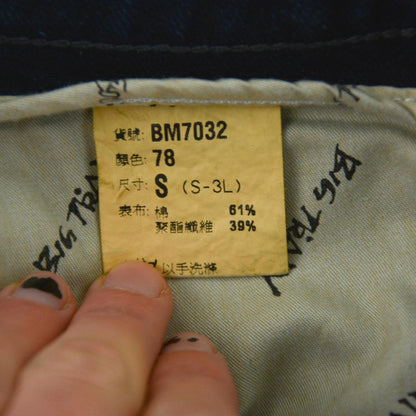 貨號: BM7032
顏色: 78
尺寸: S (S-3L)
表布: 棉 61%
聚酯纖維 39%
以手洗滌
BIG TRAIN
BIG TRAIN